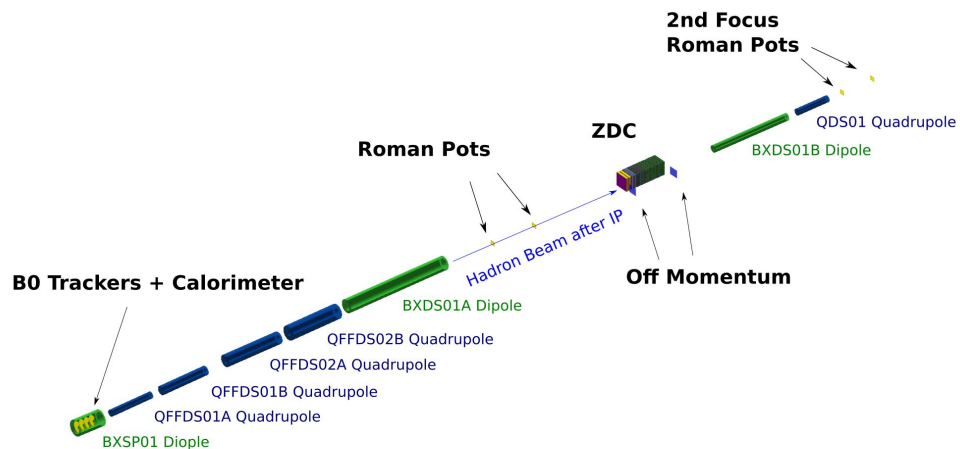 2nd Focus
Roman Pots
QDS01 Quadrupole
ZDC
BXDS01B Dipole
Roman Pots
Hadron Beam after IP
Off Momentum
B0 Trackers + Calorimeter
BXDS01A Dipole
QFFDS02B Quadrupole
QFFDS02A Quadrupole
QFFDS01B Quadrupole
QFFDS01A Quadrupole
BXSP01 Diople